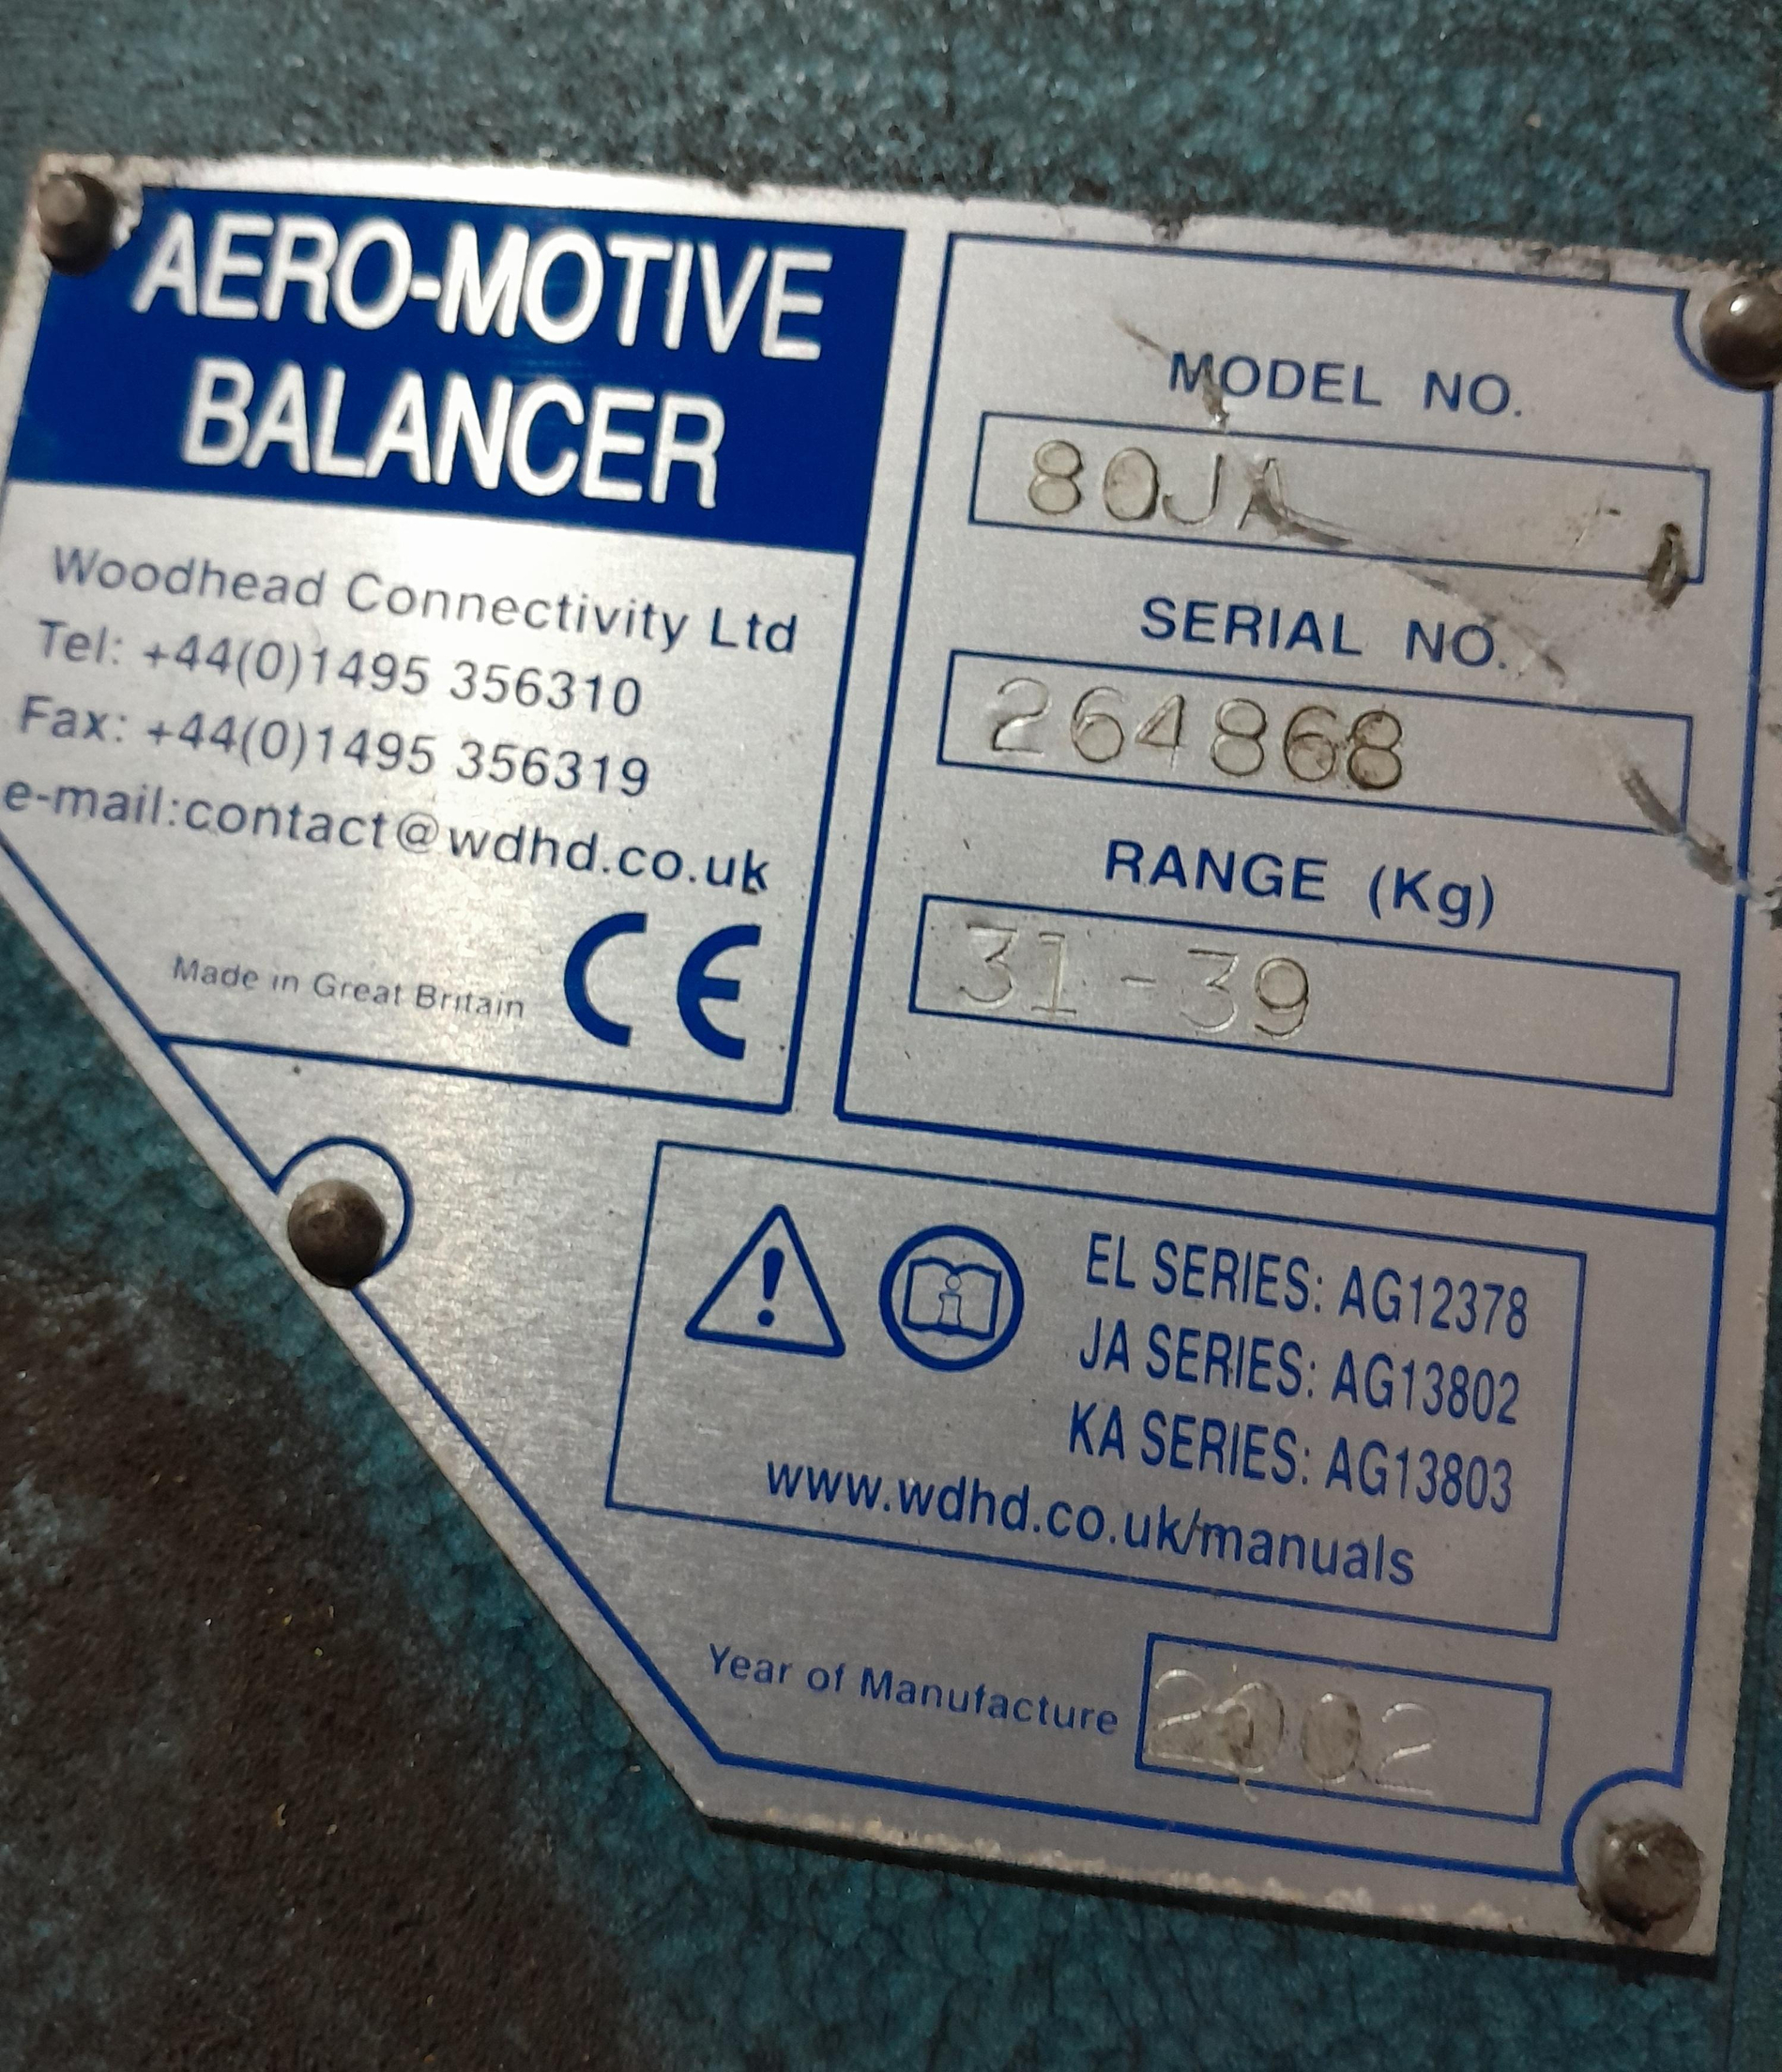 AERO-MOTIVE
BALANCER
Woodhead Connectivity Ltd
Tel: +44(0)1495 356310
Fax: +44(0)1495 356319
e-mail:contact@wdhd.co.uk
Made in Great Britain
CE
MODEL NO.
80JA
SERIAL NO.
264868
RANGE (Kg)
31-39
EL SERIES: AG12378
JA SERIES: AG13802
KA SERIES: AG13803
www.wdhd.co.uk/manuals
Year of Manufacture 2002